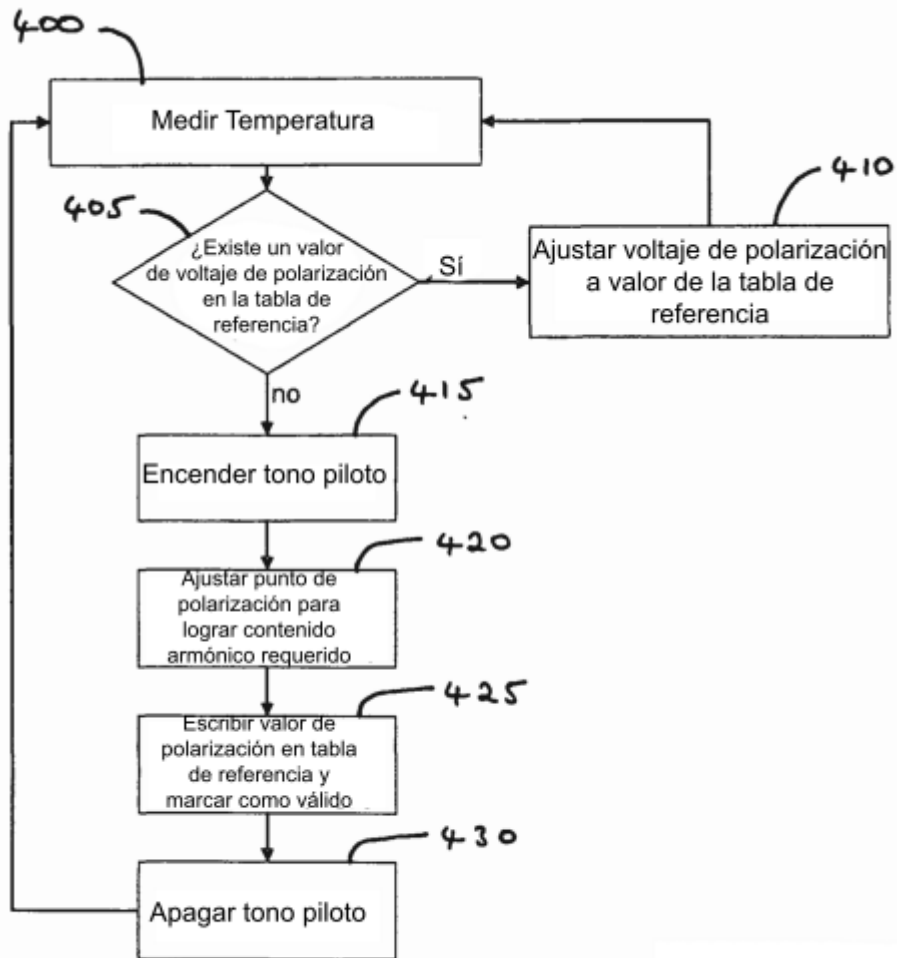 400
Medir Temperatura
405
¿Existe un valor
de voltaje de polarización
en la tabla de
referencia?
Sí
410
Ajustar voltaje de polarización
a valor de la tabla de
referencia
no
415
Encender tono piloto
420
Ajustar punto de
polarización para
lograr contenido
armónico requerido
425
Escribir valor de
polarización en tabla
de referencia y
marcar como válido
430
Apagar tono piloto